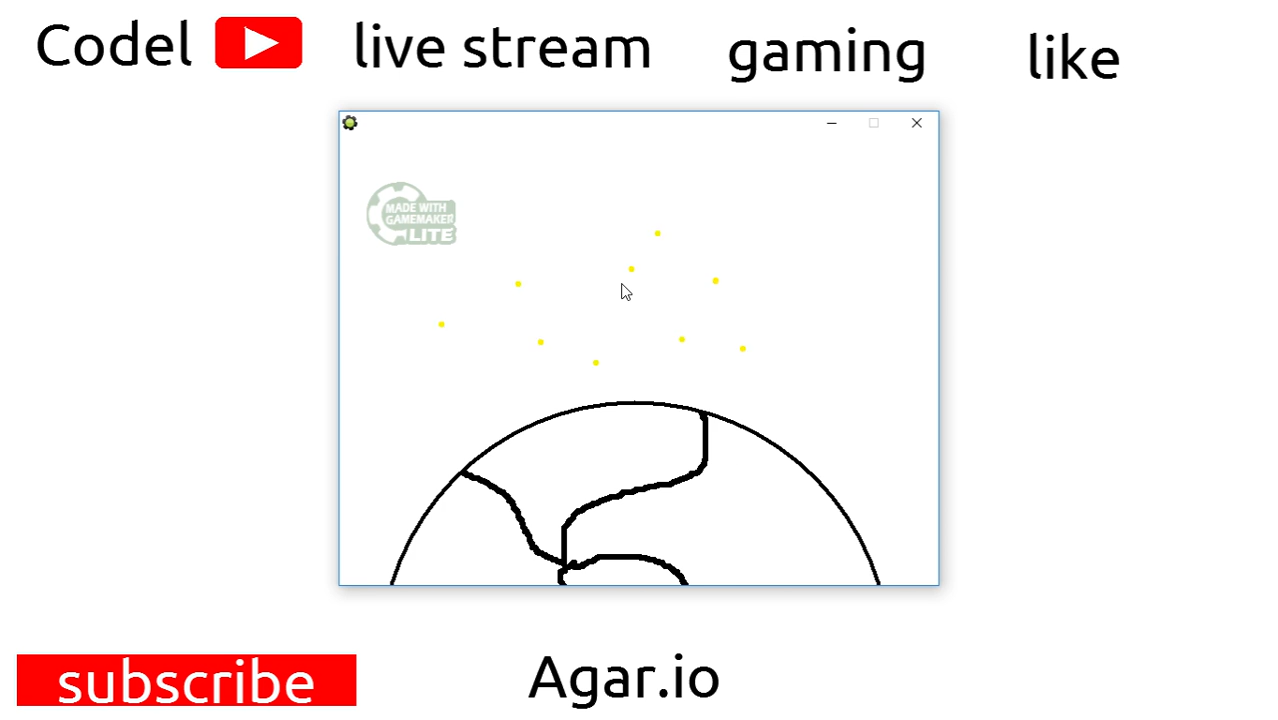 Codel live stream gaming like
MADE WITH
GAMEMAKER
LITE
subscribe Agar.io